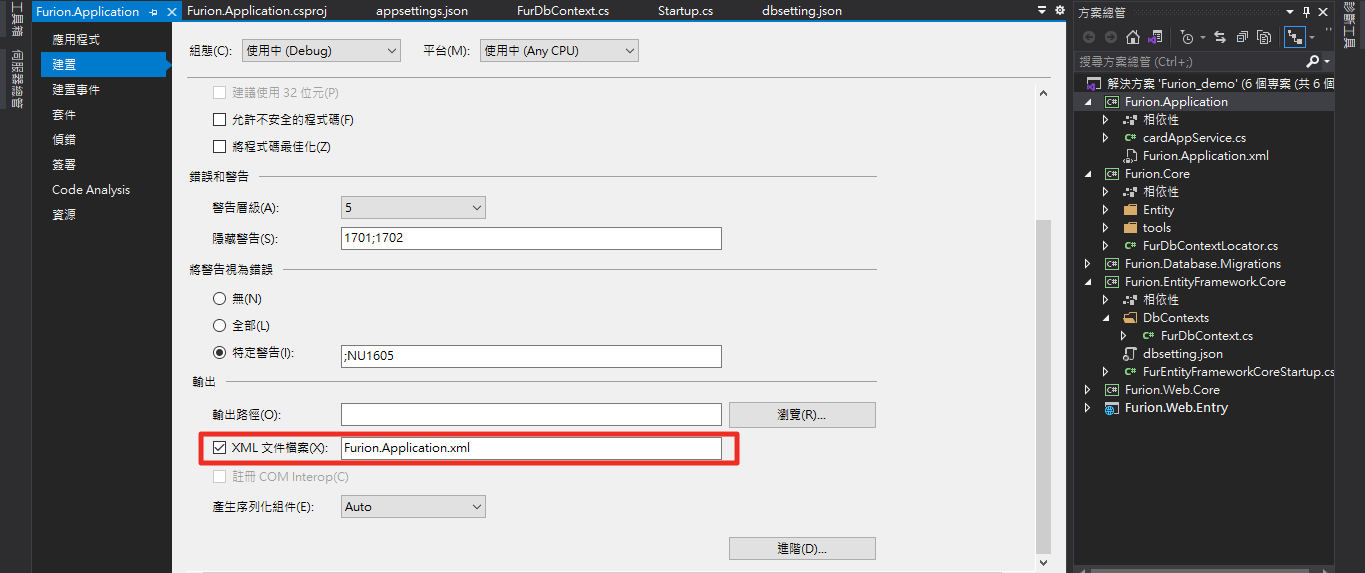 工具箱
伺服器總管
Furion.Application
Furion.Application.csproj
appsettings.json
FurDbContext.cs
Startup.cs
dbsetting.json
應用程式
建置
建置事件
套件
偵錯
簽署
Code Analysis
資源
組態(C): 使用中 (Debug) 平台(M): 使用中 (Any CPU)
建議使用 32 位元(P)
允許不安全的程式碼(F)
將程式碼最佳化(Z)
錯誤和警告
警告層級(A): 5
隱藏警告(S): 1701;1702
將警告視為錯誤
無(N)
全部(L)
特定警告(I): ;NU1605
輸出
輸出路徑(O): 瀏覽(R)...
XML 文件檔案(X): Furion.Application.xml
註冊 COM Interop(C)
產生序列化組件(E): Auto
進階(D)...
方案總管
搜尋方案總管 (Ctrl+;)
解決方案 'Furion_demo' (6 個專案 (共 6 個
C# Furion.Application
相依性
C# cardAppService.cs
Furion.Application.xml
C# Furion.Core
相依性
Entity
tools
C# FurDbContextLocator.cs
C# Furion.Database.Migrations
C# Furion.EntityFramework.Core
相依性
DbContexts
C# FurDbContext.cs
dbsetting.json
C# FurEntityFrameworkCoreStartup.cs
C# Furion.Web.Core
Furion.Web.Entry
診斷工具